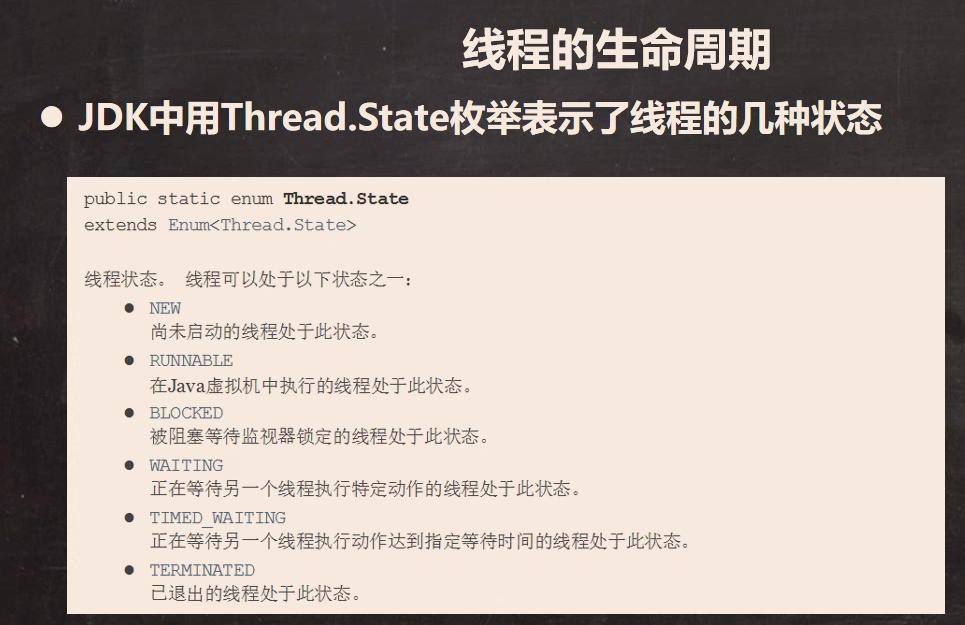 线程的生命周期
● JDK中用Thread.State枚举表示了线程的几种状态
public static enum Thread.State
extends Enum<Thread.State>
线程状态。 线程可以处于以下状态之一:
● NEW
尚未启动的线程处于此状态。
● RUNNABLE
在Java虚拟机中执行的线程处于此状态。
● BLOCKED
被阻塞等待监视器锁定的线程处于此状态。
● WAITING
正在等待另一个线程执行特定动作的线程处于此状态。
● TIMED_WAITING
正在等待另一个线程执行动作达到指定等待时间的线程处于此状态。
● TERMINATED
已退出的线程处于此状态。